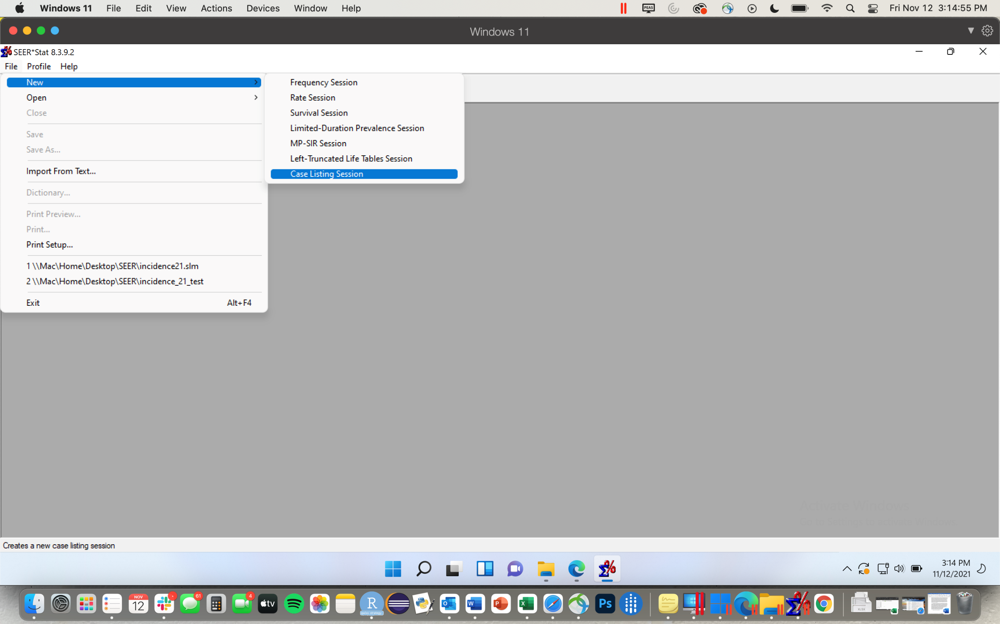 Windows 11 File Edit View Actions Devices Window Help PEAS Fri Nov 12 3:14:55 PM
Windows 11
SEER*Stat 8.3.9.2
File Profile Help
New
Open
Close
Save
Save As...
Import From Text...
Dictionary...
Print Preview...
Print...
Print Setup...
1 \\Mac\Home\Desktop\SEER\incidence21.slm
2 \\Mac\Home\Desktop\SEER\incidence_21_test
Exit Alt+F4
Frequency Session
Rate Session
Survival Session
Limited-Duration Prevalence Session
MP-SIR Session
Left-Truncated Life Tables Session
Case Listing Session
Activate Windows
Go to Settings to activate Windows.
Creates a new case listing session
3:14 PM
11/12/2021
NOV
12
61
4
tv
R
qwixx-strategy-
O
W
P
X
Ps
XLSX